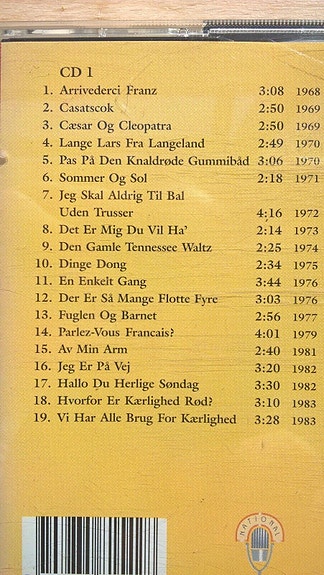 CD 1
1. Arrivederci Franz 3:08 1968
2. Casatscok 2:50 1969
3. Cæsar Og Cleopatra 2:50 1969
4. Lange Lars Fra Langeland 2:49 1970
5. Pas På Den Knaldrøde Gummibåd 3:06 1970
6. Sommer Og Sol 2:18 1971
7. Jeg Skal Aldrig Til Bal
Uden Trusser 4:16 1972
8. Det Er Mig Du Vil Ha' 2:14 1973
9. Den Gamle Tennessee Waltz 2:25 1974
10. Dinge Dong 2:34 1975
11. En Enkelt Gang 3:44 1976
12. Der Er Så Mange Flotte Fyre 3:03 1976
13. Fuglen Og Barnet 2:56 1977
14. Parlez-Vous Francais? 4:01 1979
15. Av Min Arm 2:40 1981
16. Jeg Er På Vej 3:20 1982
17. Hallo Du Herlige Søndag 3:30 1982
18. Hvorfor Er Kærlighed Rød? 3:10 1983
19. Vi Har Alle Brug For Kærlighed 3:28 1983
NATIONAL